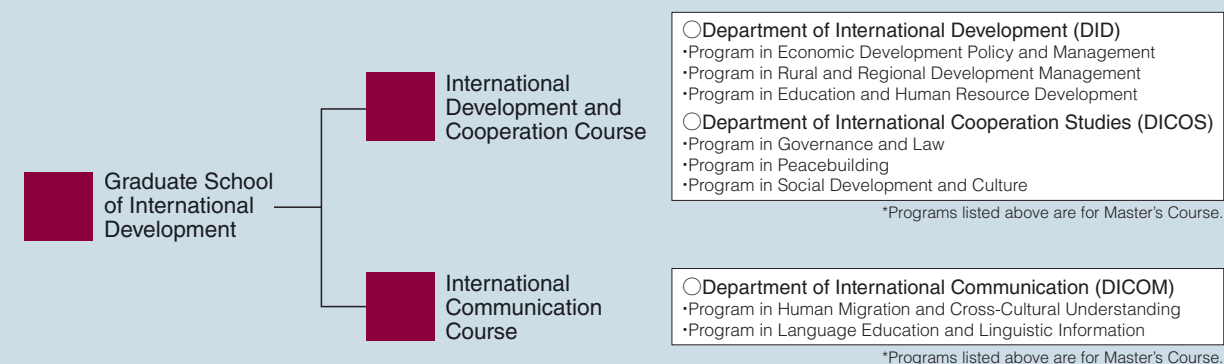 Graduate School
of International
Development
International
Development and
Cooperation Course
○Department of International Development (DID)
・Program in Economic Development Policy and Management
・Program in Rural and Regional Development Management
・Program in Education and Human Resource Development
○Department of International Cooperation Studies (DICOS)
・Program in Governance and Law
・Program in Peacebuilding
・Program in Social Development and Culture
*Programs listed above are for Master's Course.
International
Communication
Course
○Department of International Communication (DICOM)
・Program in Human Migration and Cross-Cultural Understanding
・Program in Language Education and Linguistic Information
*Programs listed above are for Master's Course.